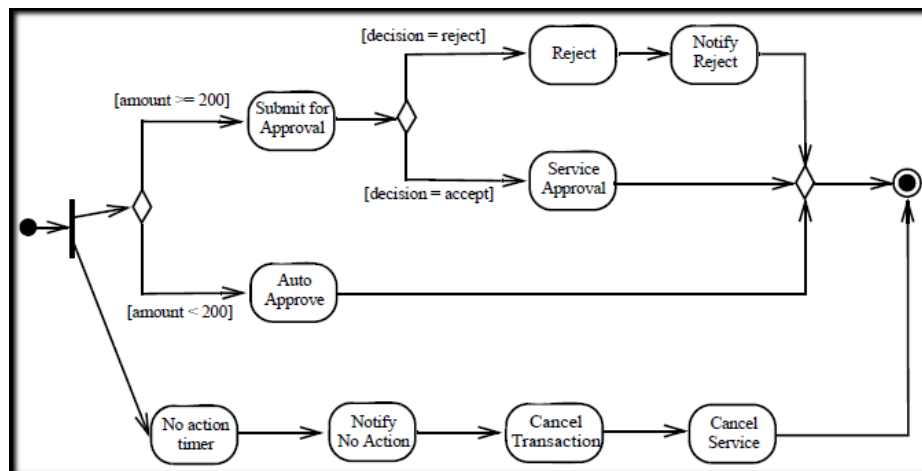 [decision = reject]
Reject
Notify
Reject
[amount >= 200]
Submit for
Approval
[decision = accept]
Service
Approval
[amount < 200]
Auto
Approve
No action
timer
Notify
No Action
Cancel
Transaction
Cancel
Service